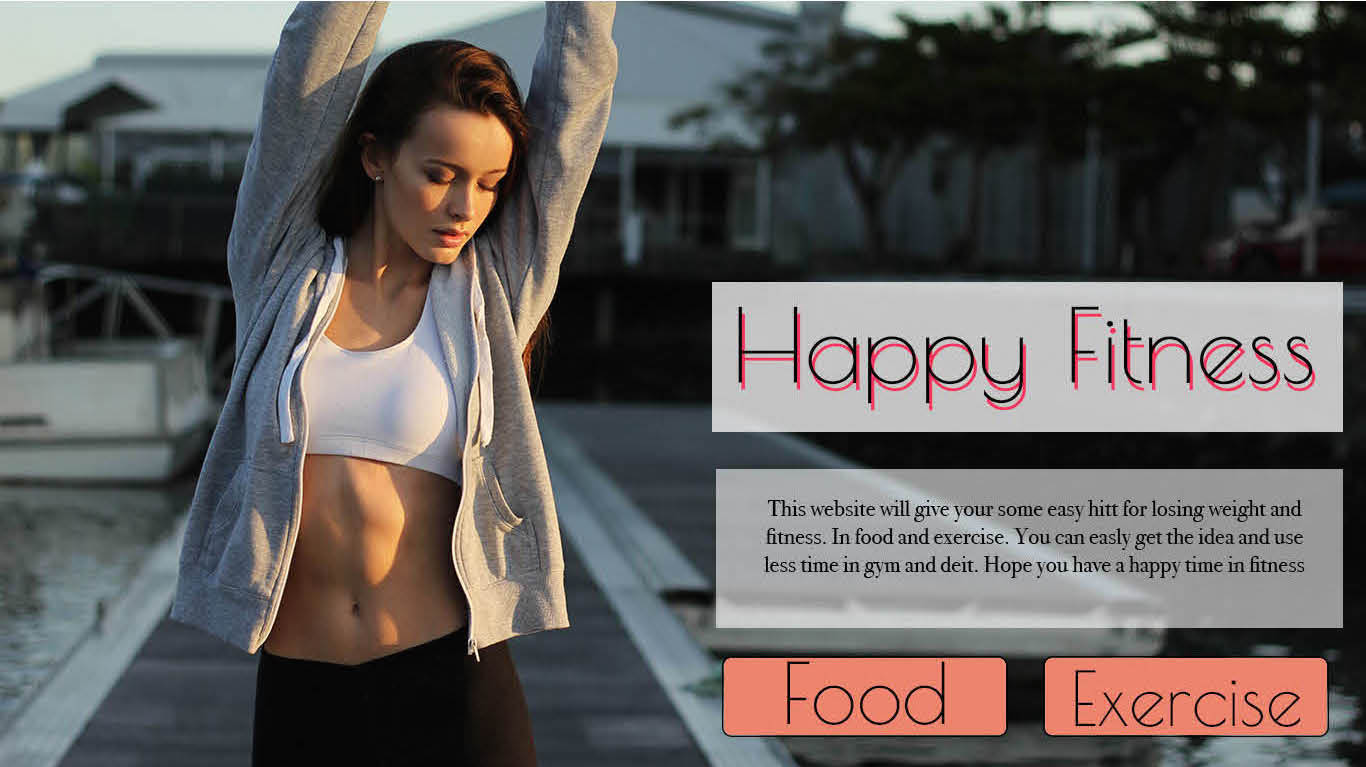 Happy Fitness
This website will give your some easy hitt for losing weight and
fitness. In food and exercise. You can easly get the idea and use
less time in gym and deit. Hope you have a happy time in fitness
Food
Exercise